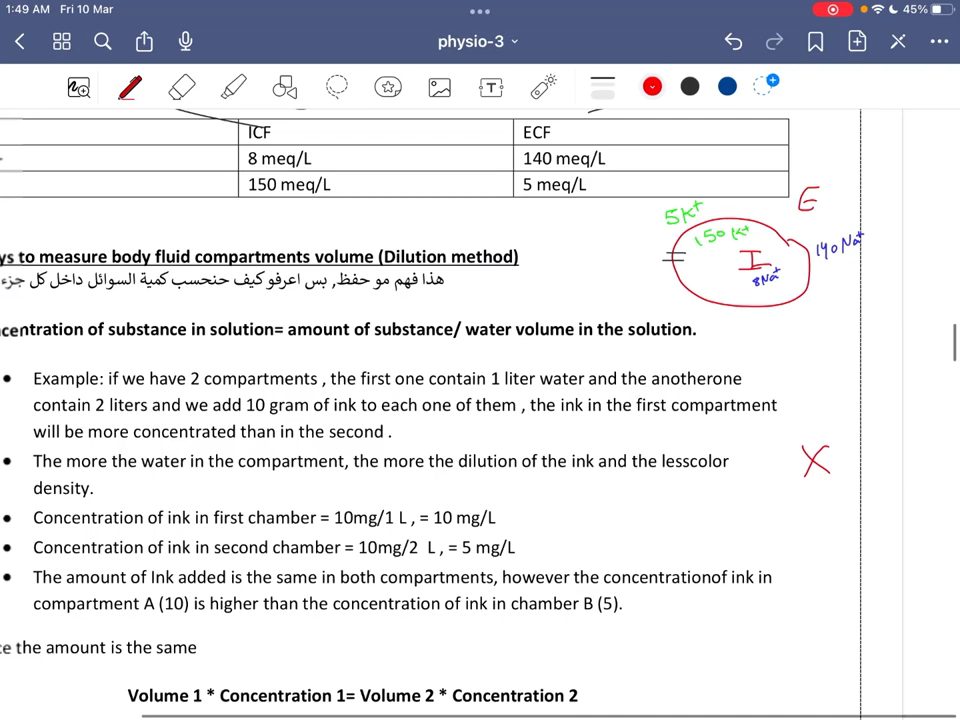 1:49 AM Fri 10 Mar
45%
physio-3
ICF ECF
8 meq/L 140 meq/L
150 meq/L 5 meq/L
E
5K+
150 K+
I
8Na+
140 Na+
ys to measure body fluid compartments volume (Dilution method)
هذا فهم مو حفظ, بس اعرفو كيف حنحسب كمية السوائل داخل كل جزء
centration of substance in solution= amount of substance/ water volume in the solution.
• Example: if we have 2 compartments , the first one contain 1 liter water and the anotherone
contain 2 liters and we add 10 gram of ink to each one of them , the ink in the first compartment
will be more concentrated than in the second .
• The more the water in the compartment, the more the dilution of the ink and the lesscolor
density.
X
• Concentration of ink in first chamber = 10mg/1 L , = 10 mg/L
• Concentration of ink in second chamber = 10mg/2 L , = 5 mg/L
• The amount of Ink added is the same in both compartments, however the concentrationof ink in
compartment A (10) is higher than the concentration of ink in chamber B (5).
ce the amount is the same
Volume 1 * Concentration 1= Volume 2 * Concentration 2